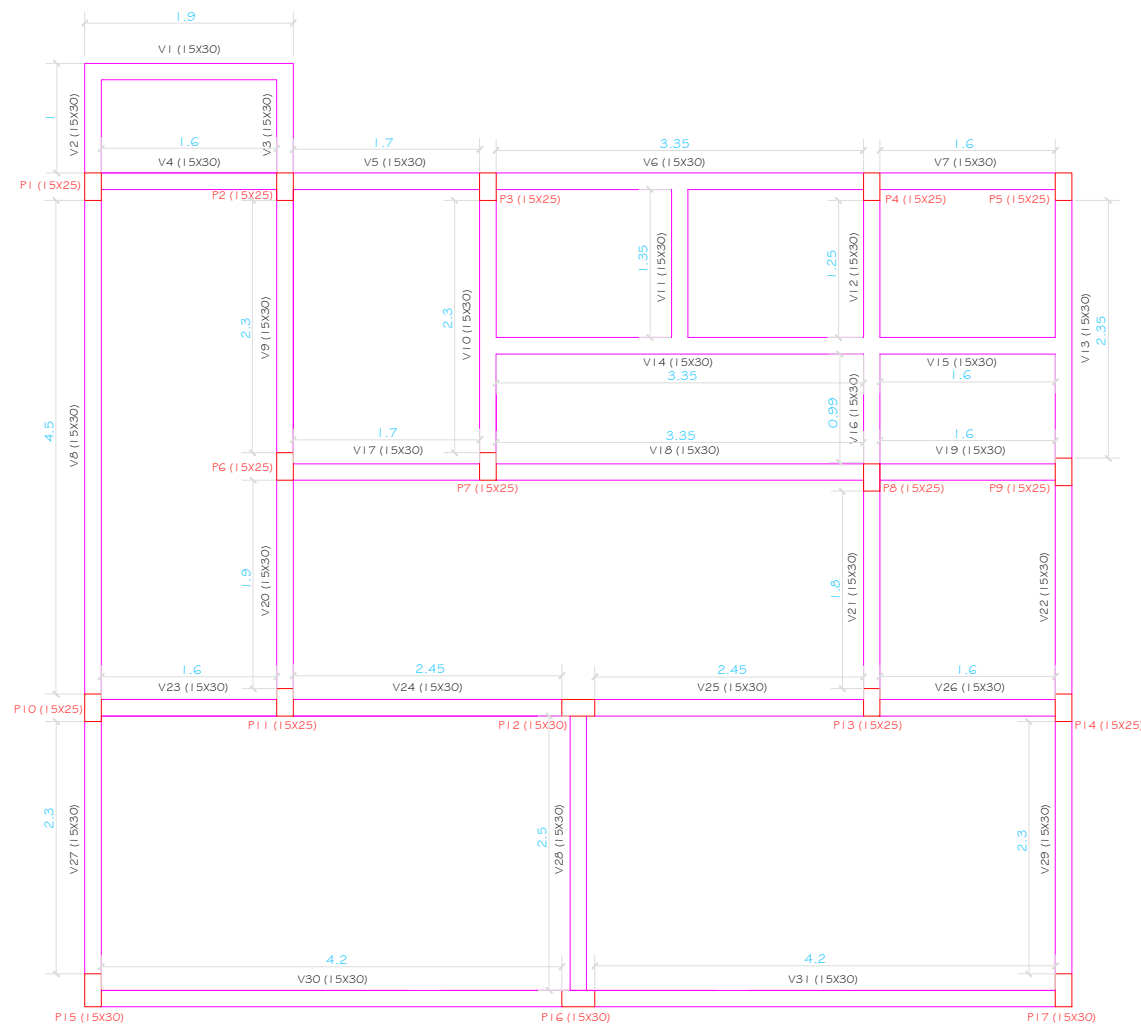 1.9
V1 (15X30)
1
V2 (15X30)
V3 (15X30)
1.6
V4 (15X30)
1.7
V5 (15X30)
3.35
V6 (15X30)
1.6
V7 (15X30)
P1 (15X25)
P2 (15X25)
P3 (15X25)
P4 (15X25)
P5 (15X25)
4.5
V8 (15X30)
2.3
V9 (15X30)
2.3
V10 (15X30)
1.35
V11 (15X30)
1.25
V12 (15X30)
V13 (15X30)
2.35
V14 (15X30)
3.35
V15 (15X30)
1.6
0.99
V16 (15X30)
1.7
V17 (15X30)
3.35
V18 (15X30)
1.6
V19 (15X30)
P6 (15X25)
P7 (15X25)
P8 (15X25)
P9 (15X25)
1.9
V20 (15X30)
1.8
V21 (15X30)
V22 (15X30)
1.6
V23 (15X30)
2.45
V24 (15X30)
2.45
V25 (15X30)
1.6
V26 (15X30)
P10 (15X25)
P11 (15X25)
P12 (15X30)
P13 (15X25)
P14 (15X25)
2.3
V27 (15X30)
2.5
V28 (15X30)
2.3
V29 (15X30)
4.2
V30 (15X30)
4.2
V31 (15X30)
P15 (15X30)
P16 (15X30)
P17 (15X30)